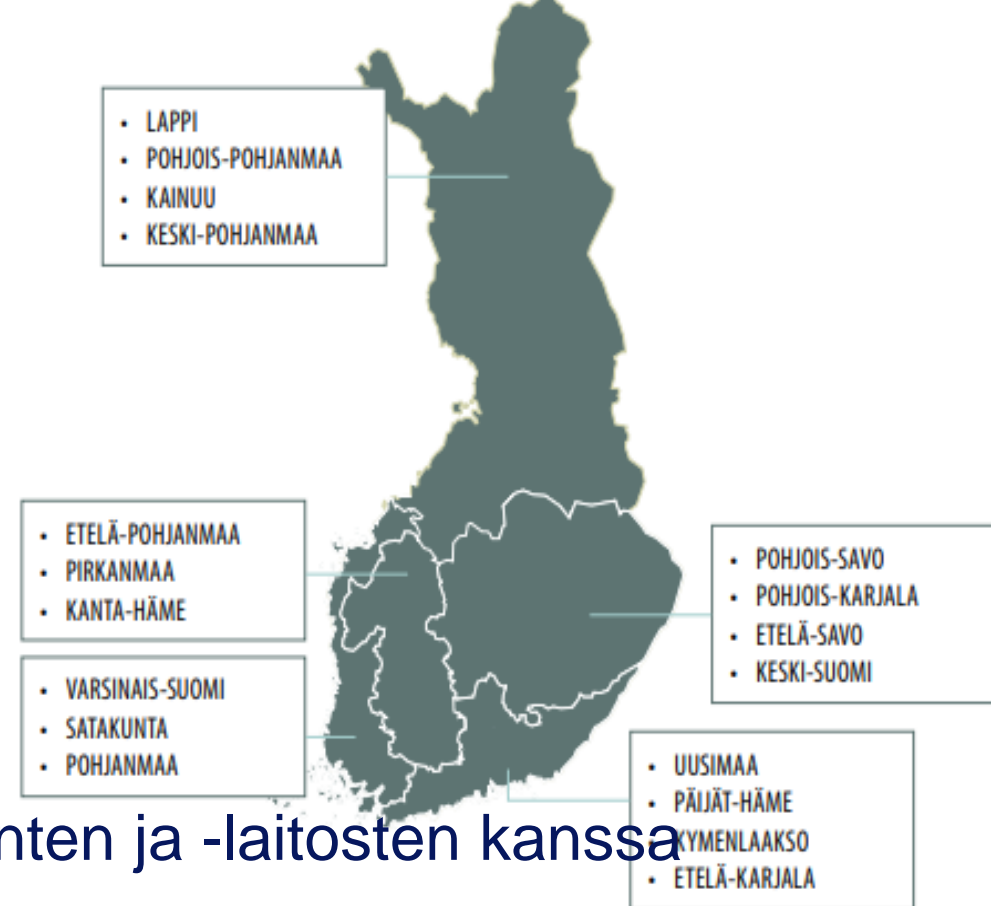 • LAPPI
• POHJOIS-POHJANMAA
• KAINUU
• KESKI-POHJANMAA
• ETELÄ-POHJANMAA
• PIRKANMAA
• KANTA-HÄME
• POHJOIS-SAVO
• POHJOIS-KARJALA
• ETELÄ-SAVO
• KESKI-SUOMI
• VARSINAIS-SUOMI
• SATAKUNTA
• POHJANMAA
• UUSIMAA
• PÄIJÄT-HÄME
• KYMENLAAKSO
• ETELÄ-KARJALA
nten ja -laitosten kanssa